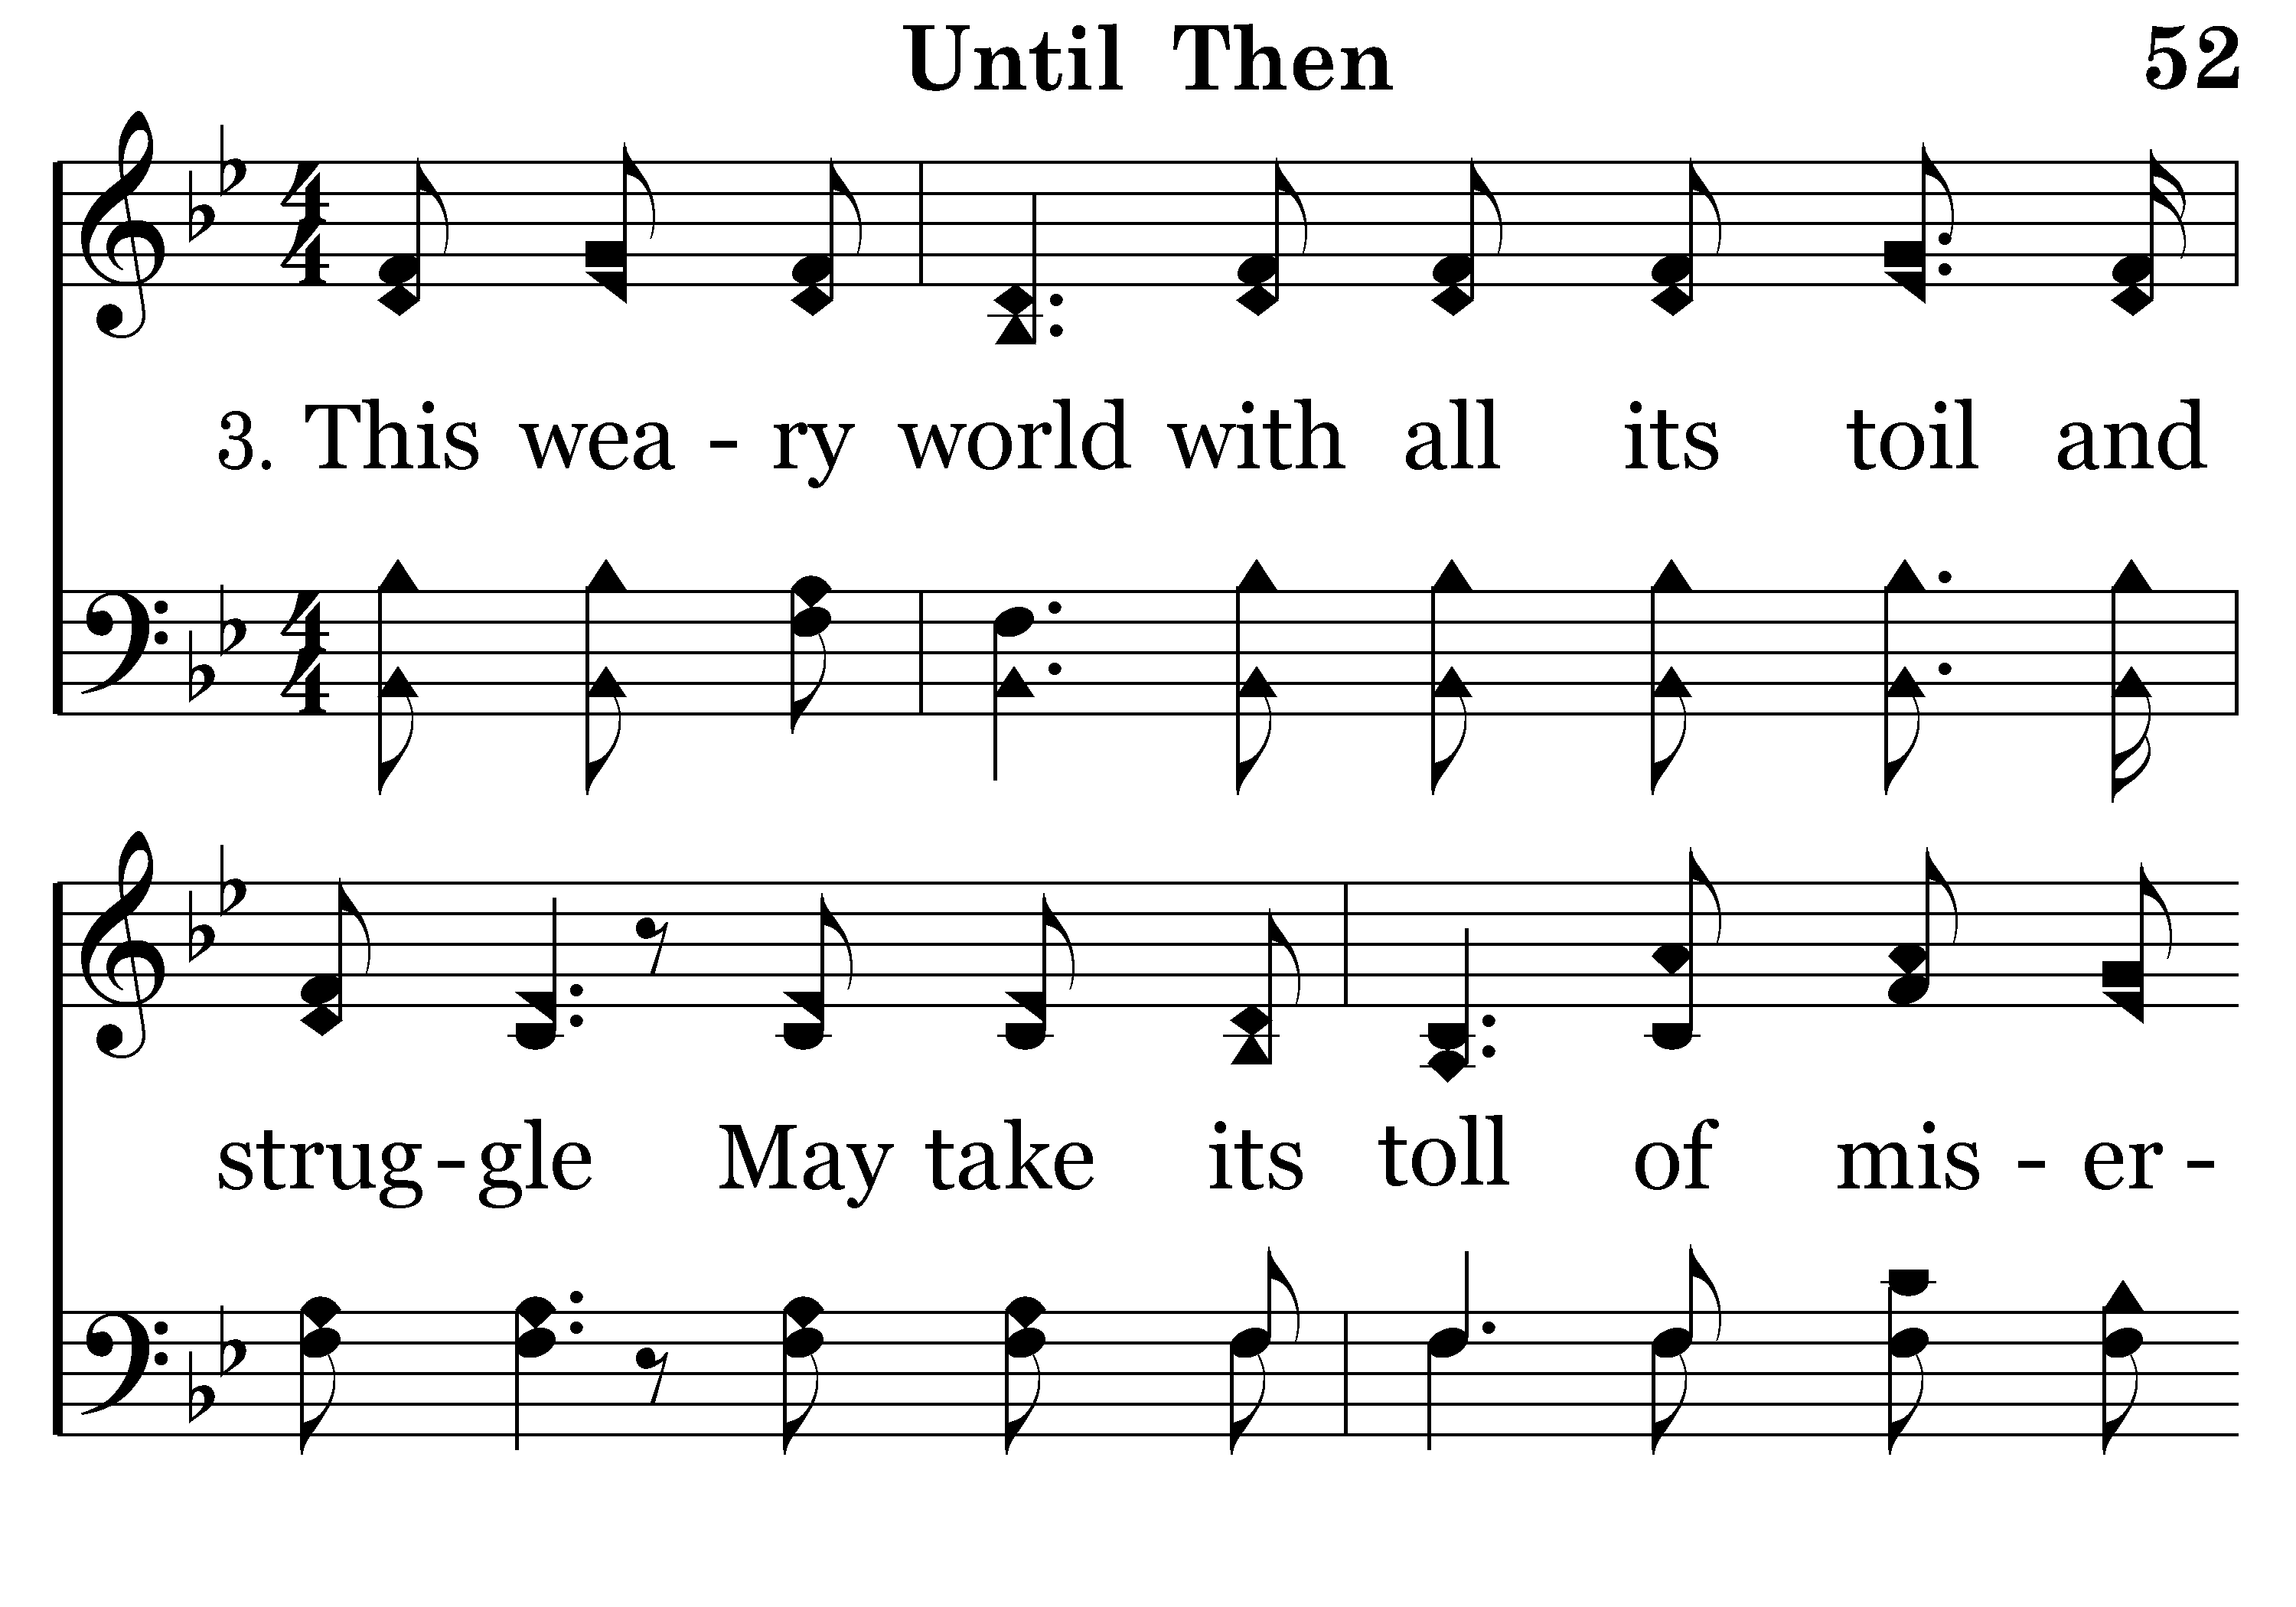 Until Then 52
3. This wea - ry world with all its toil and
strug - gle May take its toll of mis - er -